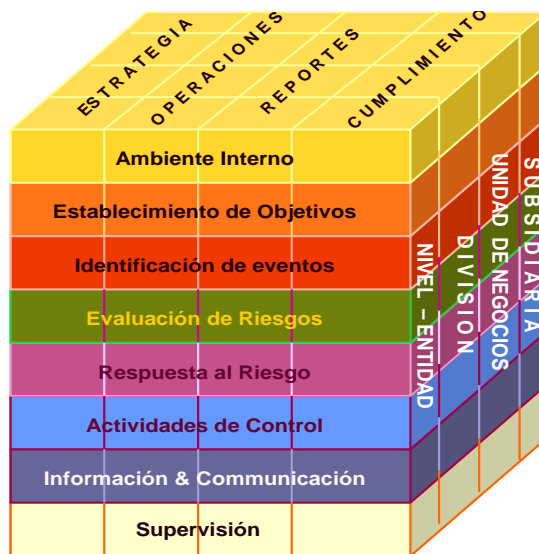 ESTRATEGIA
OPERACIONES
REPORTES
CUMPLIMIENTO
Ambiente Interno
Establecimiento de Objetivos
Identificación de eventos
Evaluación de Riesgos
Respuesta al Riesgo
Actividades de Control
Información & Communicación
Supervisión
NIVEL – ENTIDAD
DIVISION
UNIDAD DE NEGOCIOS
SUBSIDIARIA